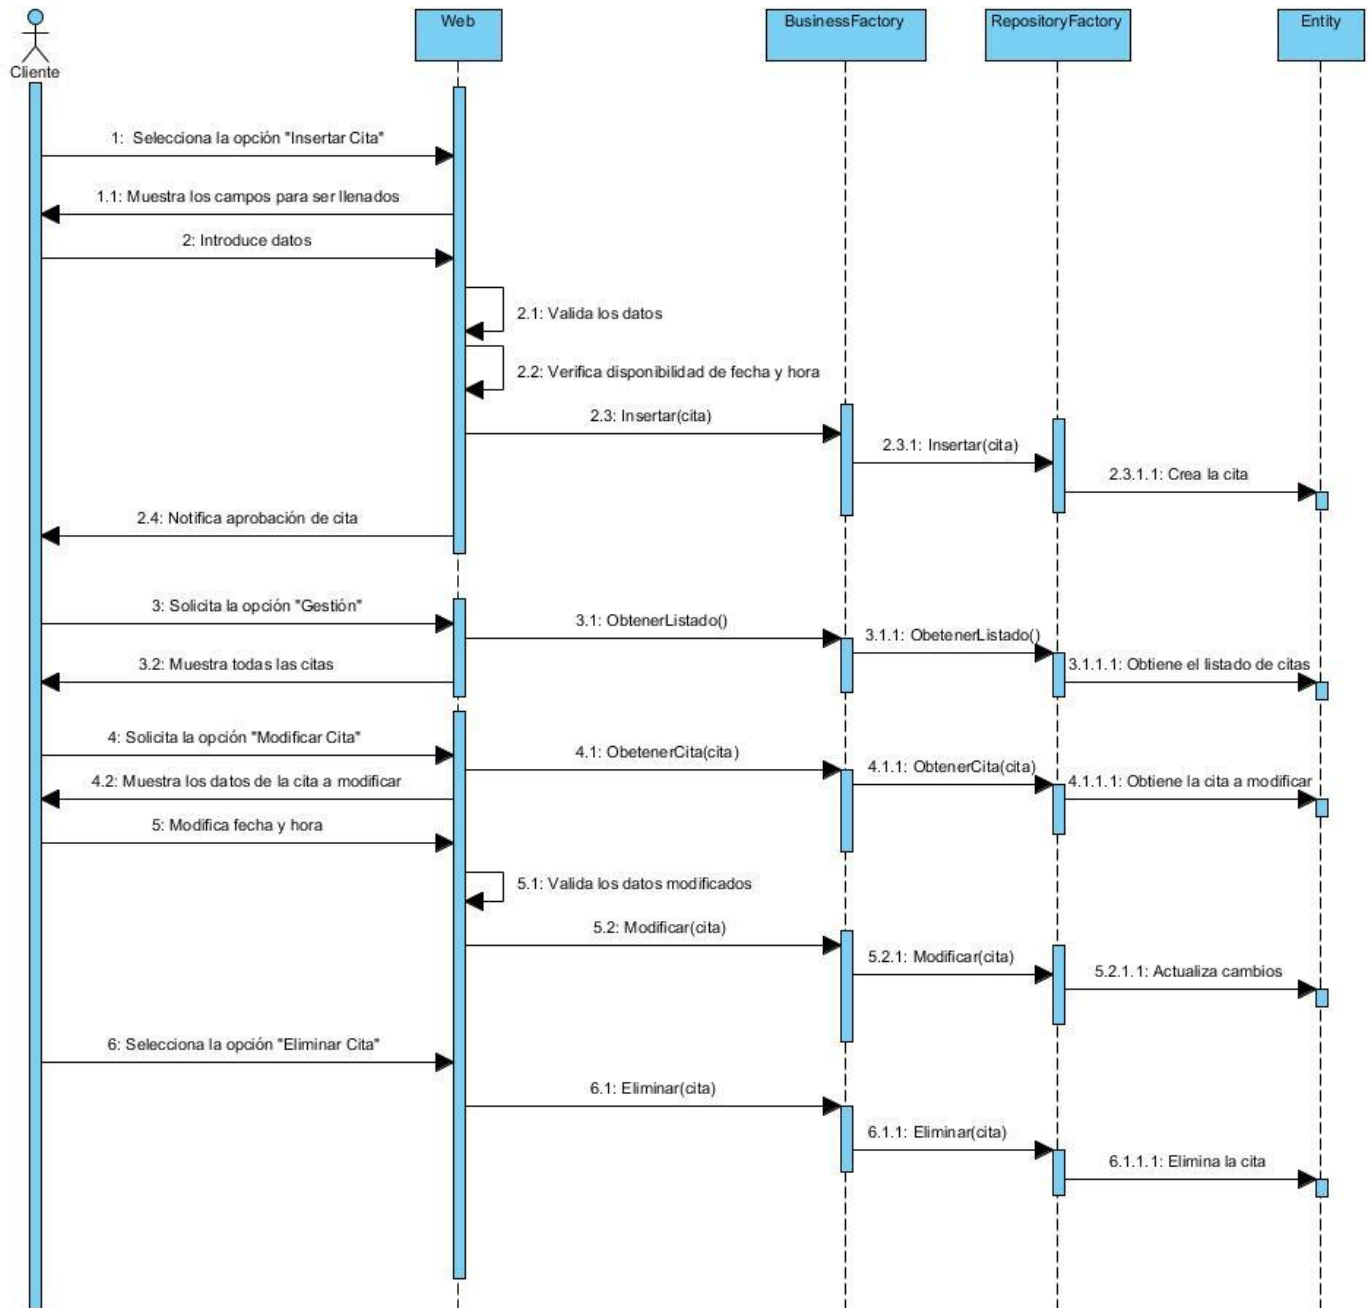 Cliente
Web
BusinessFactory
RepositoryFactory
Entity
1: Selecciona la opción "Insertar Cita"
1.1: Muestra los campos para ser llenados
2: Introduce datos
2.1: Valida los datos
2.2: Verifica disponibilidad de fecha y hora
2.3: Insertar(cita)
2.3.1: Insertar(cita)
2.3.1.1: Crea la cita
2.4: Notifica aprobación de cita
3: Solicita la opción "Gestión"
3.1: ObtenerListado()
3.1.1: ObetenerListado()
3.2: Muestra todas las citas
3.1.1.1: Obtiene el listado de citas
4: Solicita la opción "Modificar Cita"
4.1: ObetenerCita(cita)
4.1.1: ObtenerCita(cita)
4.2: Muestra los datos de la cita a modificar
4.1.1.1: Obtiene la cita a modificar
5: Modifica fecha y hora
5.1: Valida los datos modificados
5.2: Modificar(cita)
5.2.1: Modificar(cita)
5.2.1.1: Actualiza cambios
6: Selecciona la opción "Eliminar Cita"
6.1: Eliminar(cita)
6.1.1: Eliminar(cita)
6.1.1.1: Elimina la cita